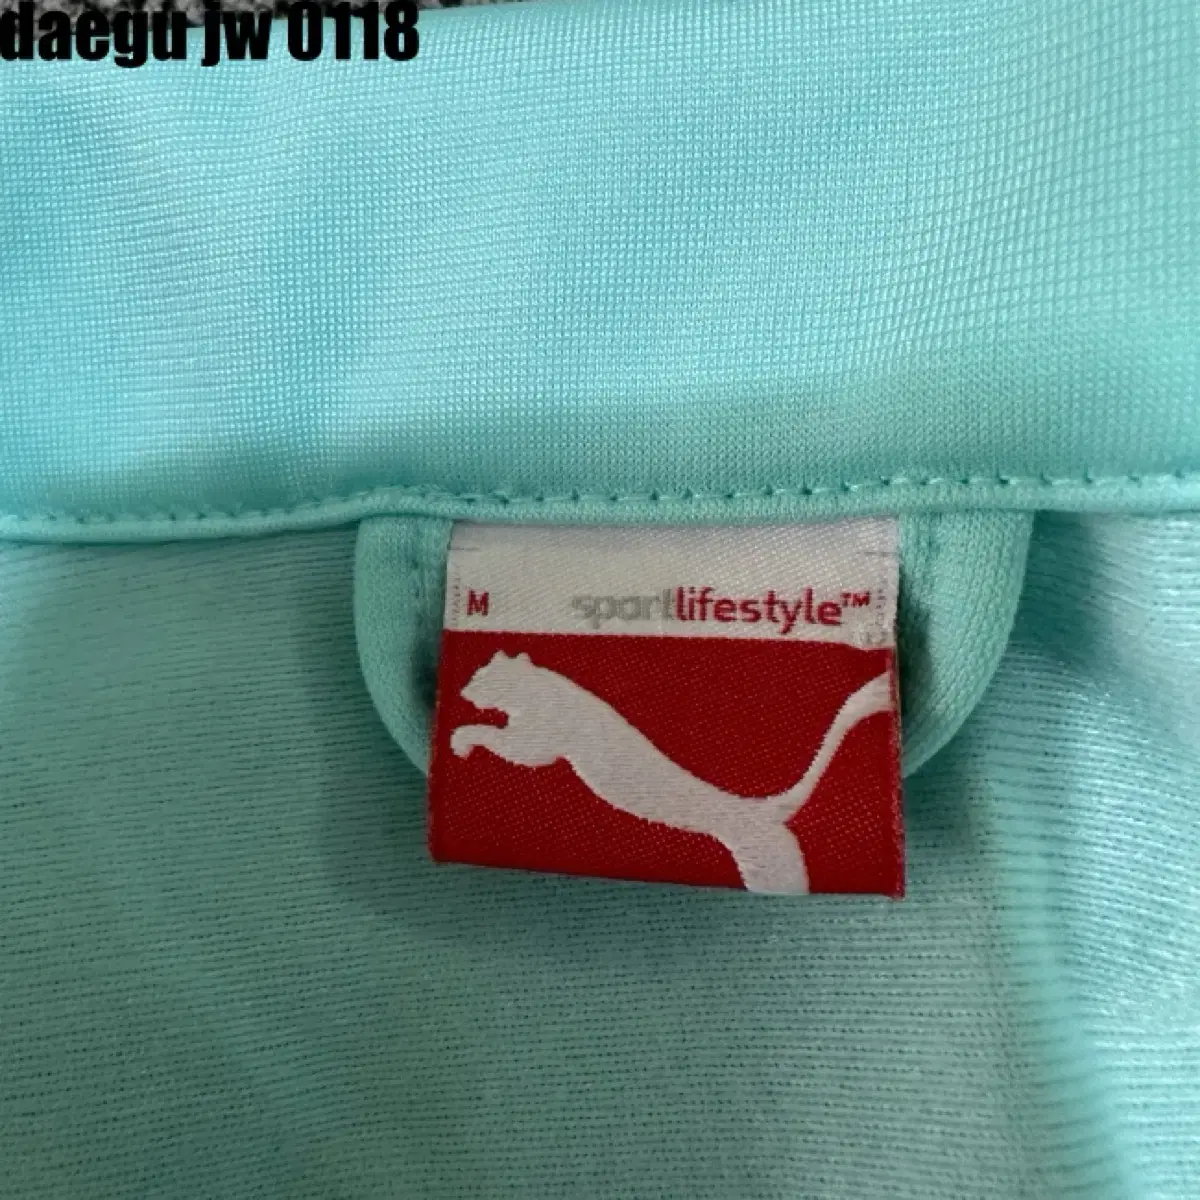 daegu jw 0118
M sportlifestyle™